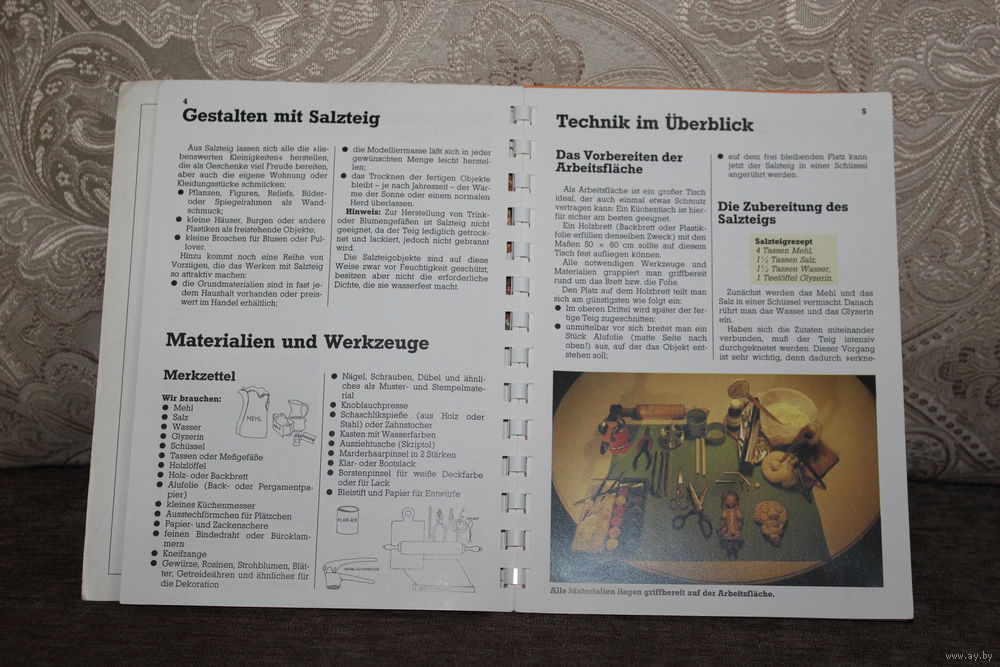 4
Gestalten mit Salzteig
Aus Salzteig lassen sich alle die »lie-
benswerten Kleinigkeiten« herstellen,
die als Geschenke viel Freude bereiten,
aber auch die eigene Wohnung oder
Kleidungsstücke schmücken:
● Pflanzen, Figuren, Reliefs, Bilder-
oder Spiegelrahmen als Wand-
schmuck;
● kleine Häuser, Burgen oder andere
Plastiken als freistehende Objekte;
● kleine Broschen für Blusen oder Pul-
lover.
Hinzu kommt noch eine Reihe von
Vorzügen, die das Werken mit Salzteig
so attraktiv machen:
● die Grundmaterialien sind in fast je-
dem Haushalt vorhanden oder preis-
wert im Handel erhältlich;
● die Modelliermasse läßt sich in jeder
gewünschten Menge leicht herstel-
len;
● das Trocknen der fertigen Objekte
bleibt – je nach Jahreszeit – der Wär-
me der Sonne oder einem normalen
Herd überlassen.
Hinweis: Zur Herstellung von Trink-
oder Blumengefäßen ist Salzteig nicht
geeignet, da der Teig lediglich getrock-
net und lackiert, jedoch nicht gebrannt
wird.
Die Salzteigobjekte sind auf diese
Weise zwar vor Feuchtigkeit geschützt,
besitzen aber nicht die erforderliche
Dichte, die sie wasserfest macht.
Materialien und Werkzeuge
Merkzettel
Wir brauchen:
● Mehl
● Salz
● Wasser
● Glyzerin
● Schüssel
● Tassen oder Meßgefäße
● Holzlöffel
● Holz- oder Backbrett
● Alufolie (Back- oder Pergamentpa-
pier)
● kleines Küchenmesser
● Ausstechförmchen für Plätzchen
● Papier- und Zackenschere
● feinen Bindedraht oder Büroklam-
mern
● Kneifzange
● Gewürze, Rosinen, Strohblumen, Blät-
ter, Getreideähren und ähnliches für
die Dekoration
MEHL
● Nägel, Schrauben, Dübel und ähnli-
ches als Muster- und Stempelmate-
rial
● Knoblauchpresse
● Schaschlikspieße (aus Holz oder
Stahl) oder Zahnstocher
● Kasten mit Wasserfarben
● Ausziehtusche (Skriptol)
● Marderhaarpinsel in 2 Stärken
● Klar- oder Bootslack
● Borstenpinsel für weiße Deckfarbe
oder für Lack
● Bleistift und Papier für Entwürfe
KLARLACK
5
Technik im Überblick
Das Vorbereiten der
Arbeitsfläche
Als Arbeitsfläche ist ein großer Tisch
ideal, der auch einmal etwas Schmutz
vertragen kann: Ein Küchentisch ist hier-
für sicher am besten geeignet.
Ein Holzbrett (Backbrett oder Plastik-
folie erfüllen denselben Zweck) mit den
Maßen 50 × 60 cm sollte auf diesem
Tisch fest aufliegen können.
Alle notwendigen Werkzeuge und
Materialien gruppiert man griffbereit
rund um das Brett bzw. die Folie.
Den Platz auf dem Holzbrett teilt man
sich am günstigsten wie folgt ein:
● Im oberen Drittel wird später der fer-
tige Teig zugeschnitten;
● unmittelbar vor sich breitet man ein
Stück Alufolie (matte Seite nach
oben!) aus, auf der das Objekt ent-
stehen soll;
● auf dem frei bleibenden Platz kann
jetzt der Salzteig in einer Schüssel
angerührt werden.
Die Zubereitung des
Salzteigs
Salzteigrezept
4 Tassen Mehl,
1½ Tassen Salz,
1½ Tassen Wasser,
1 Teelöffel Glyzerin.
Zunächst werden das Mehl und das
Salz in einer Schüssel vermischt. Danach
rührt man das Wasser und das Glyzerin
ein.
Haben sich die Zutaten miteinander
verbunden, muß der Teig intensiv
durchgeknetet werden. Dieser Vorgang
ist sehr wichtig, denn dadurch »erkne-
Alle Materialien liegen griffbereit auf der Arbeitsfläche.
www.ay.by